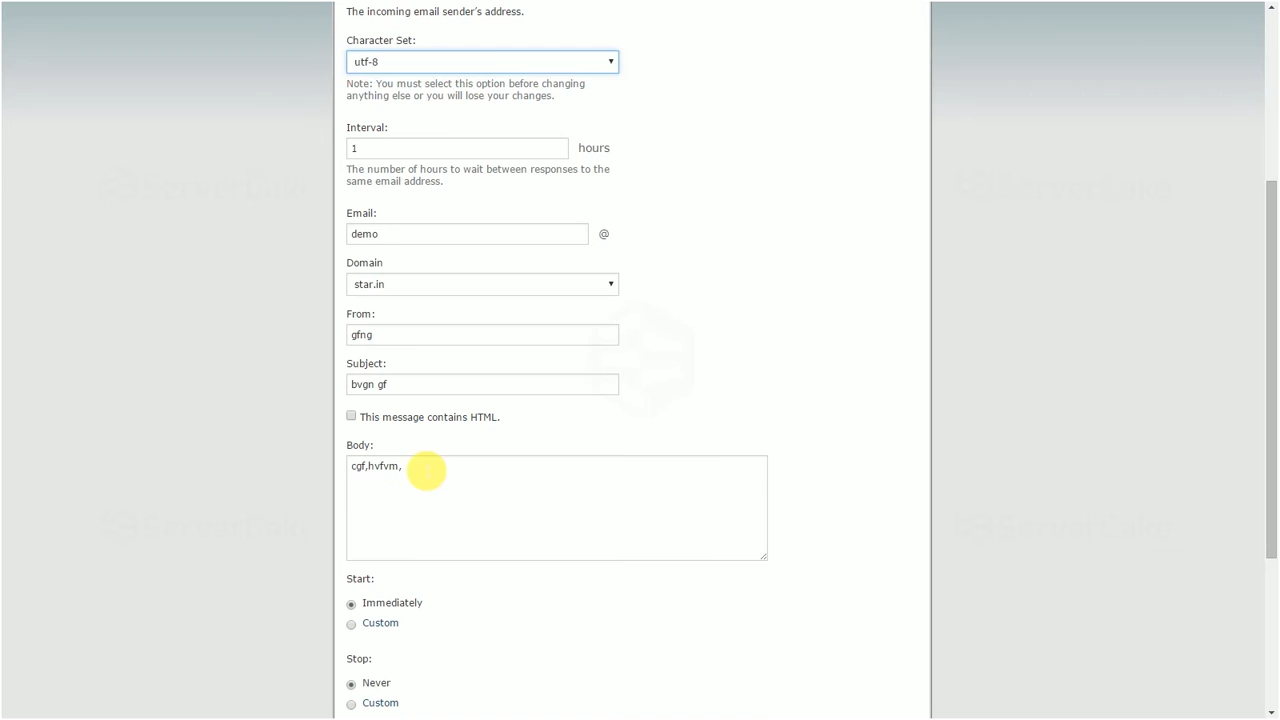 The incoming email sender's address.
Character Set:
utf-8
Note: You must select this option before changing
anything else or you will lose your changes.
Interval:
1
hours
The number of hours to wait between responses to the
same email address.
Email:
demo
@
Domain
star.in
From:
gfng
Subject:
bvgn gf
This message contains HTML.
Body:
cgf,hvfvm,
Start:
Immediately
Custom
Stop:
Never
Custom